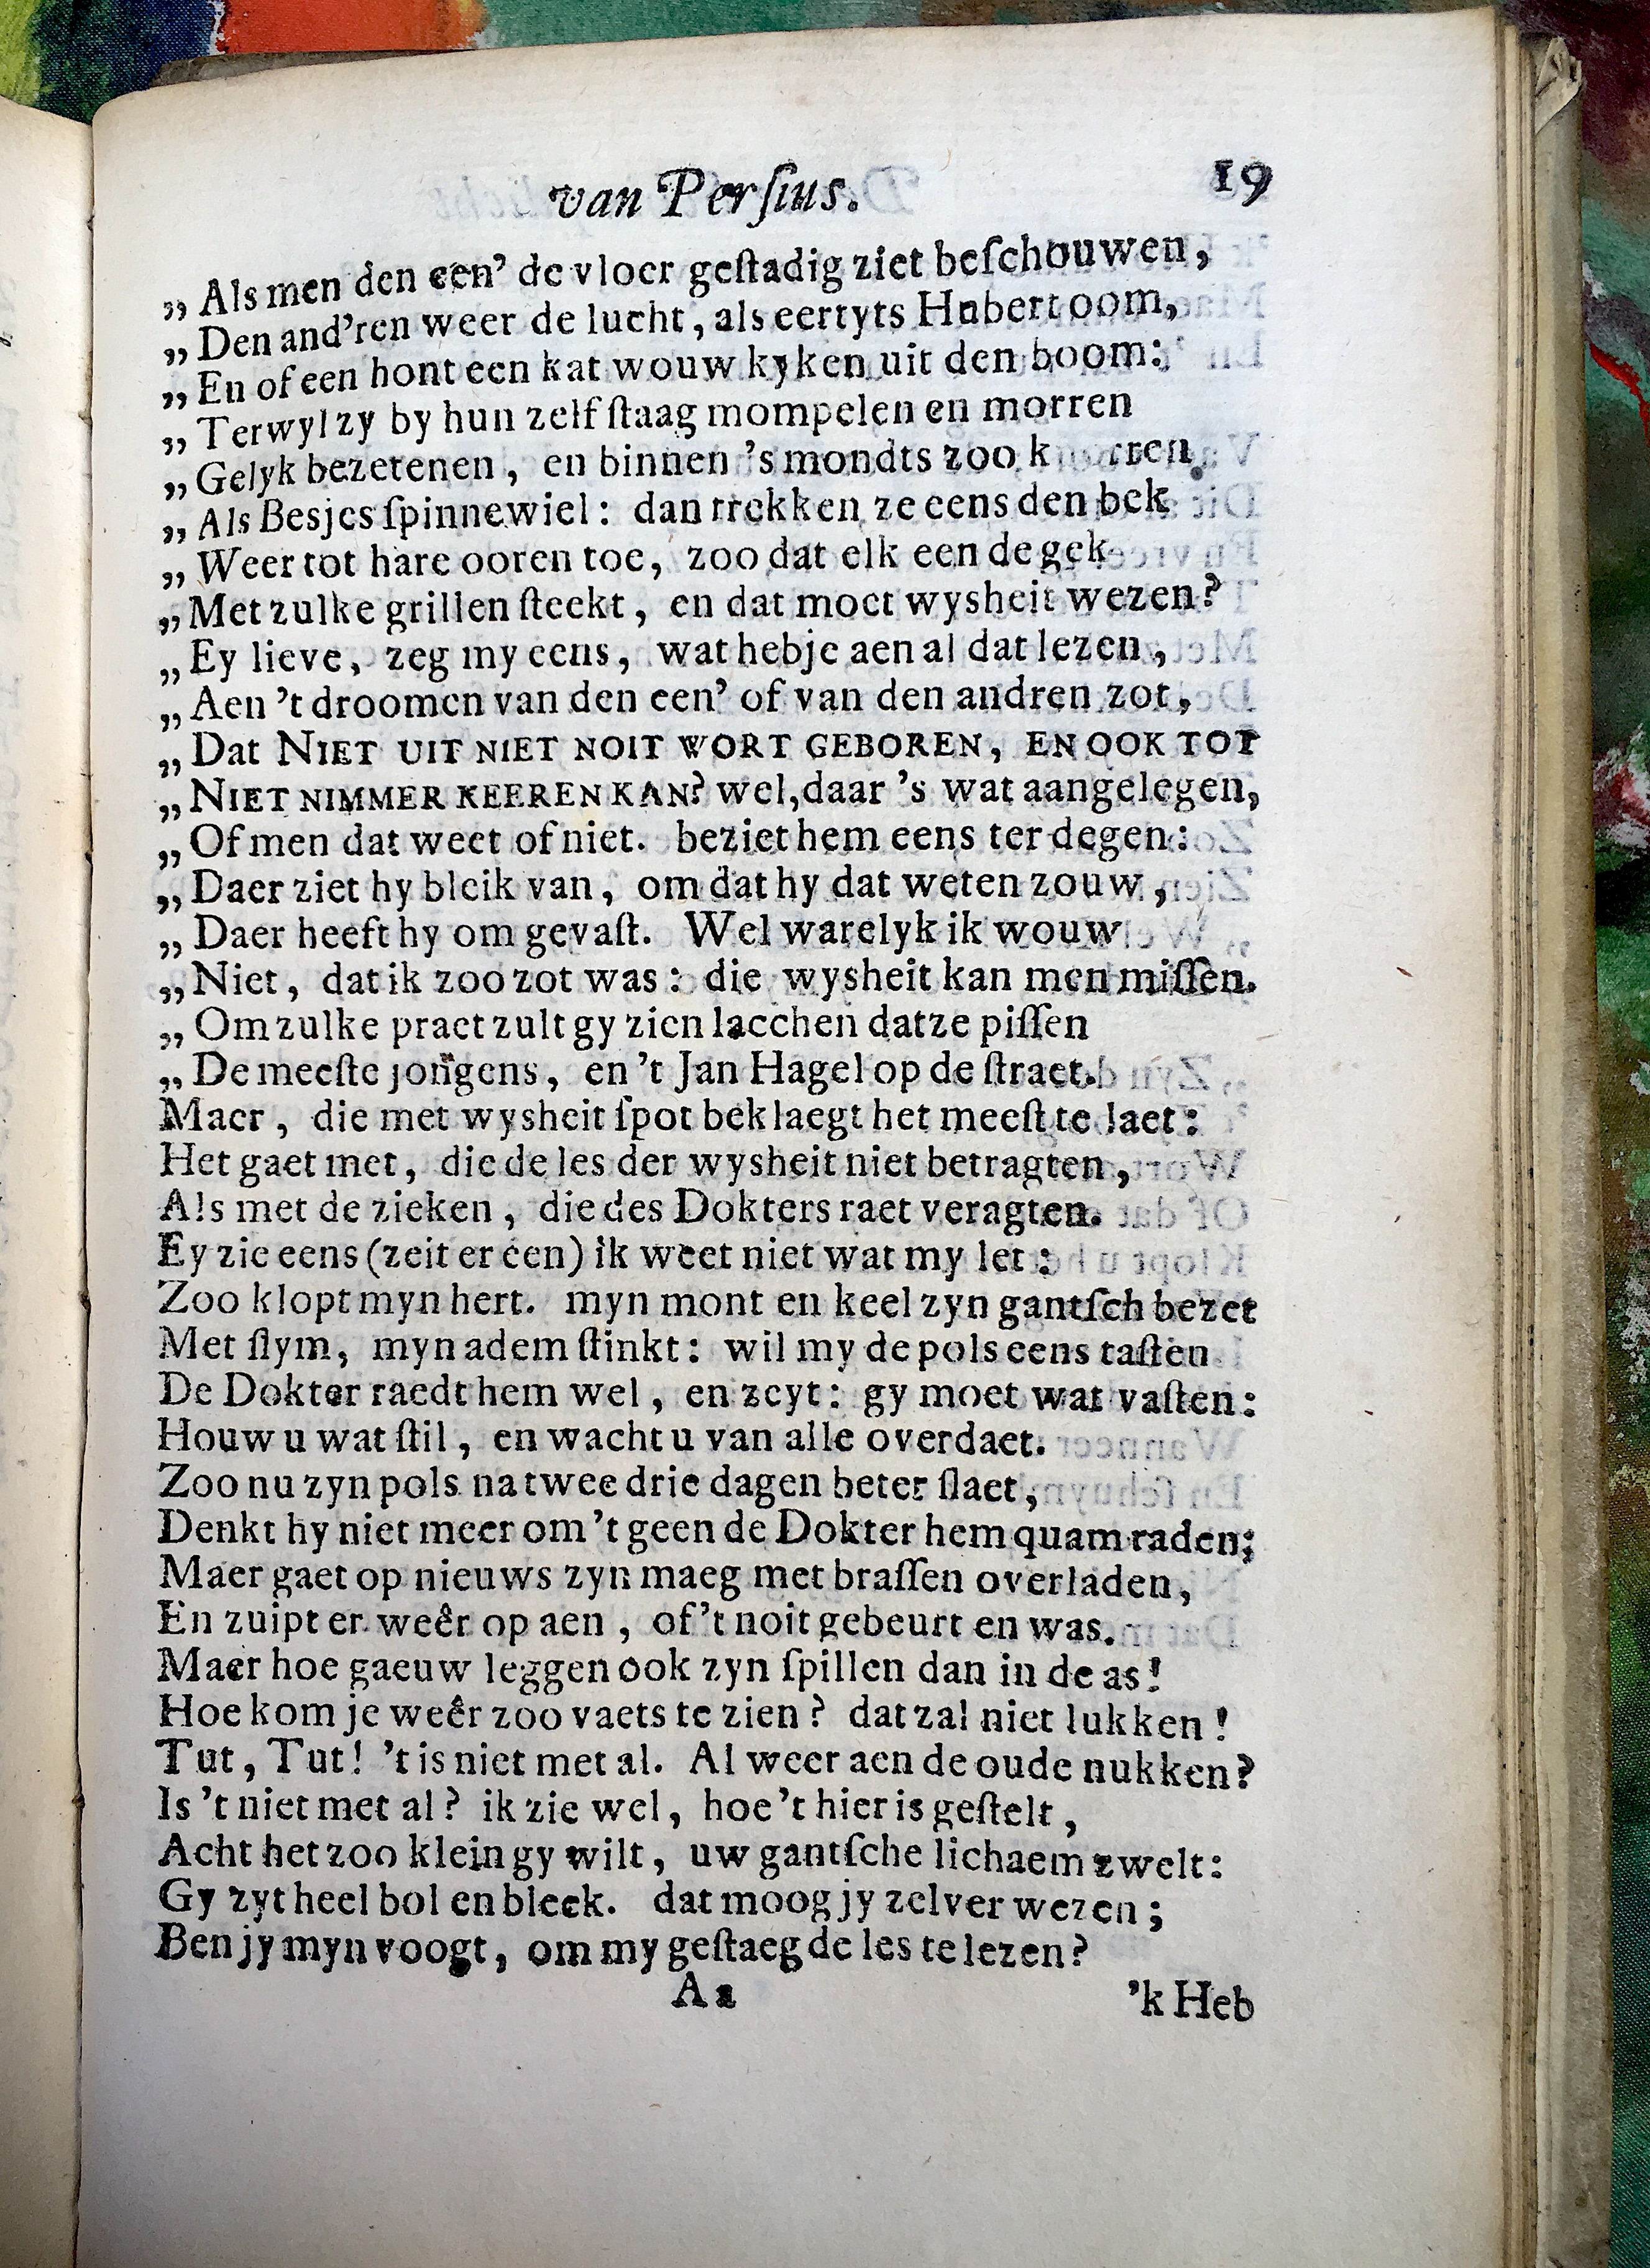 van Perſius. 19
„ Als men den een’ de vloer geſtadig ziet beſchouwen,
„ Den and’ren weer de lucht, als eertyts Hubert oom,
„ En of een hont een kat wouw kyken uit den boom:
„ Terwyl zy by hun zelf ſtaag mompelen en morren
„ Gelyk bezetenen, en binnen ’s mondts zoo
„ Als Besjes ſpinnewiel: dan trekken ze eens den bek
„ Weer tot hare ooren toe, zoo dat elk een de gek
„ Met zulke grillen ſteekt, en dat moet wysheit wezen?
„ Ey lieve, zeg my eens, wat hebje aen al dat lezen,
„ Aen ’t droomen van den een’ of van den andren zot,
„ Dat NIET UIT NIET NOIT WORT GEBOREN, EN OOK TOT
„ NIET NIMMER KEEREN KAN? wel, daar ’s wat aangelegen,
„ Of men dat weet of niet. beziet hem eens ter degen:
„ Daer ziet hy bleik van, om dat hy dat weten zouw,
„ Daer heeft hy om gevaſt. Wel warelyk ik wouw
„ Niet, dat ik zoo zot was: die wysheit kan men miſſen.
„ Om zulke praet zult gy zien lacchen dat ze piſſen
„ De meeſte jongens, en ’t Jan Hagel op de ſtraet.
Maer, die met wysheit ſpot beklaegt het meeſt te laet:
Het gaet met, die de les der wysheit niet betragten,
Als met de zieken, die des Dokters raet veragten.
Ey zie eens (zeit er een) ik weet niet wat my let:
Zoo klopt myn hert. myn mont en keel zyn gantſch bezet
Met ſlym, myn adem ſtinkt: wil my de pols eens taſten
De Dokter raedt hem wel, en zeyt: gy moet wat vaſten:
Houw u wat ſtil, en wacht u van alle overdaet.
Zoo nu zyn pols na twee drie dagen beter ſlaet,
Denkt hy niet meer om ’t geen de Dokter hem quam raden;
Maer gaet op nieuws zyn maeg met braſſen overladen,
En zuipt er weêr op aen, of ’t noit gebeurt en was.
Maer hoe gaeuw leggen ook zyn ſpillen dan in de as!
Hoe kom je weêr zoo vaets te zien? dat zal niet lukken!
Tut, Tut! ’t is niet met al. Al weer aen de oude nukken?
Is ’t niet met al? ik zie wel, hoe ’t hier is geſtelt,
Acht het zoo klein gy wilt, uw gantſche lichaem zwelt:
Gy zyt heel bol en bleek. dat moog jy zelver wezen;
Ben jy myn voogt, om my geſtaeg de les te lezen?
Aa ’k Heb